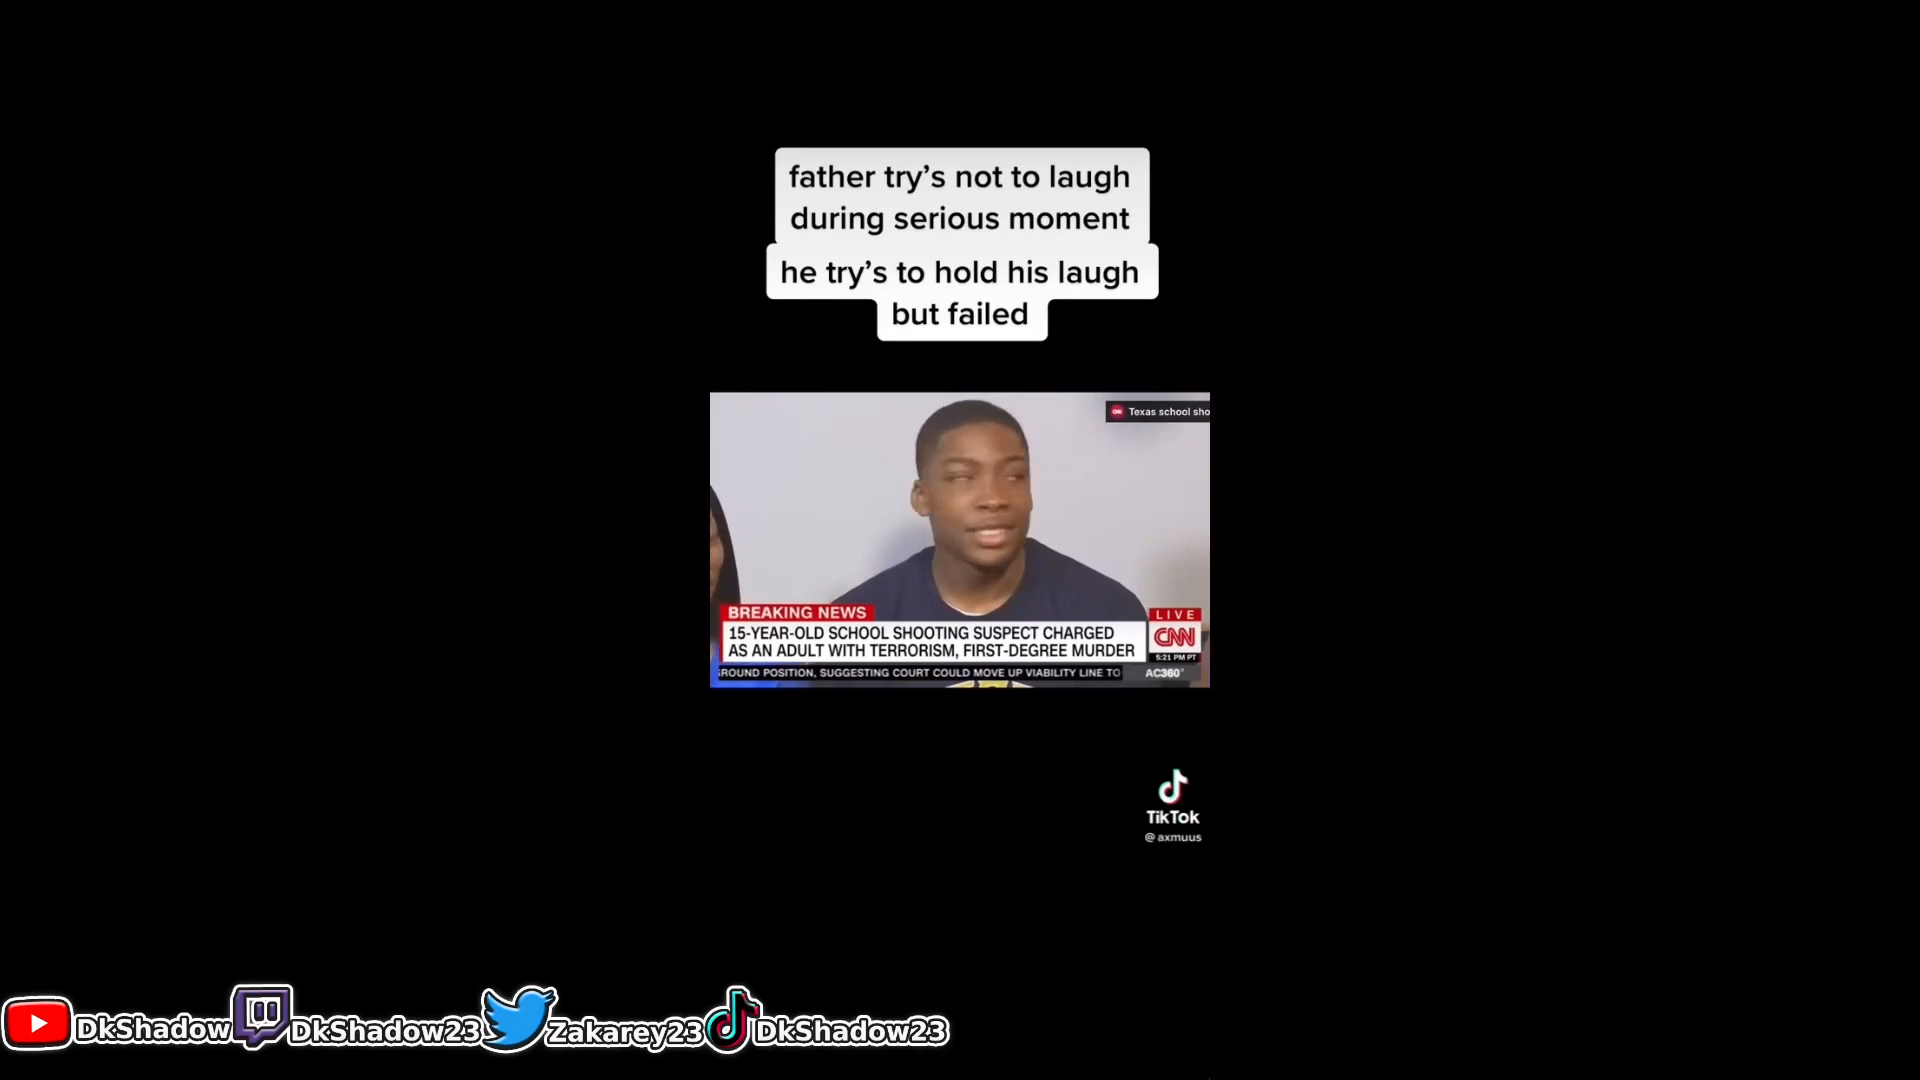 father try’s not to laugh
during serious moment
he try’s to hold his laugh
but failed
Texas school sho
BREAKING NEWS
15-YEAR-OLD SCHOOL SHOOTING SUSPECT CHARGED
AS AN ADULT WITH TERRORISM, FIRST-DEGREE MURDER
LIVE
CNN
5:21 PM PT
GROUND POSITION, SUGGESTING COURT COULD MOVE UP VIABILITY LINE TO
AC360°
TikTok
@axmuus
DkShadow DkShadow23 Zakarey23 DkShadow23